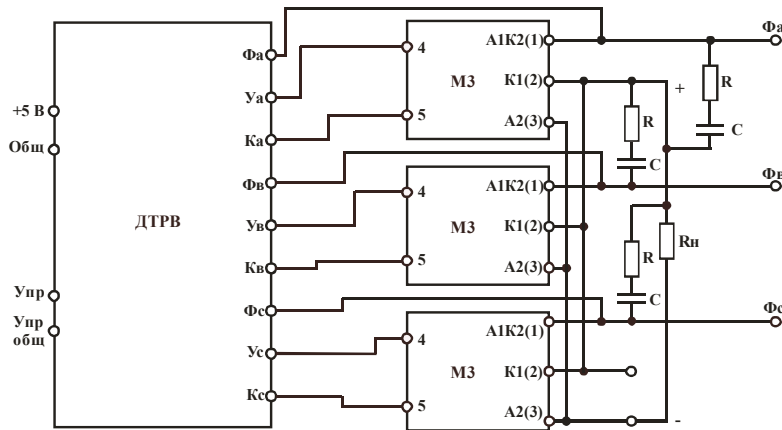 ДТРВ
+5 В
Общ
Упр
Упр
общ
Фа
Уа
Ка
Фв
Ув
Кв
Фс
Ус
Кс
4
5
М3
А1К2(1)
К1(2)
А2(3)
4
5
М3
А1К2(1)
К1(2)
А2(3)
4
5
М3
А1К2(1)
К1(2)
А2(3)
Фа
R
C
+
R
C
Фв
R
C
Rн
Фс
-